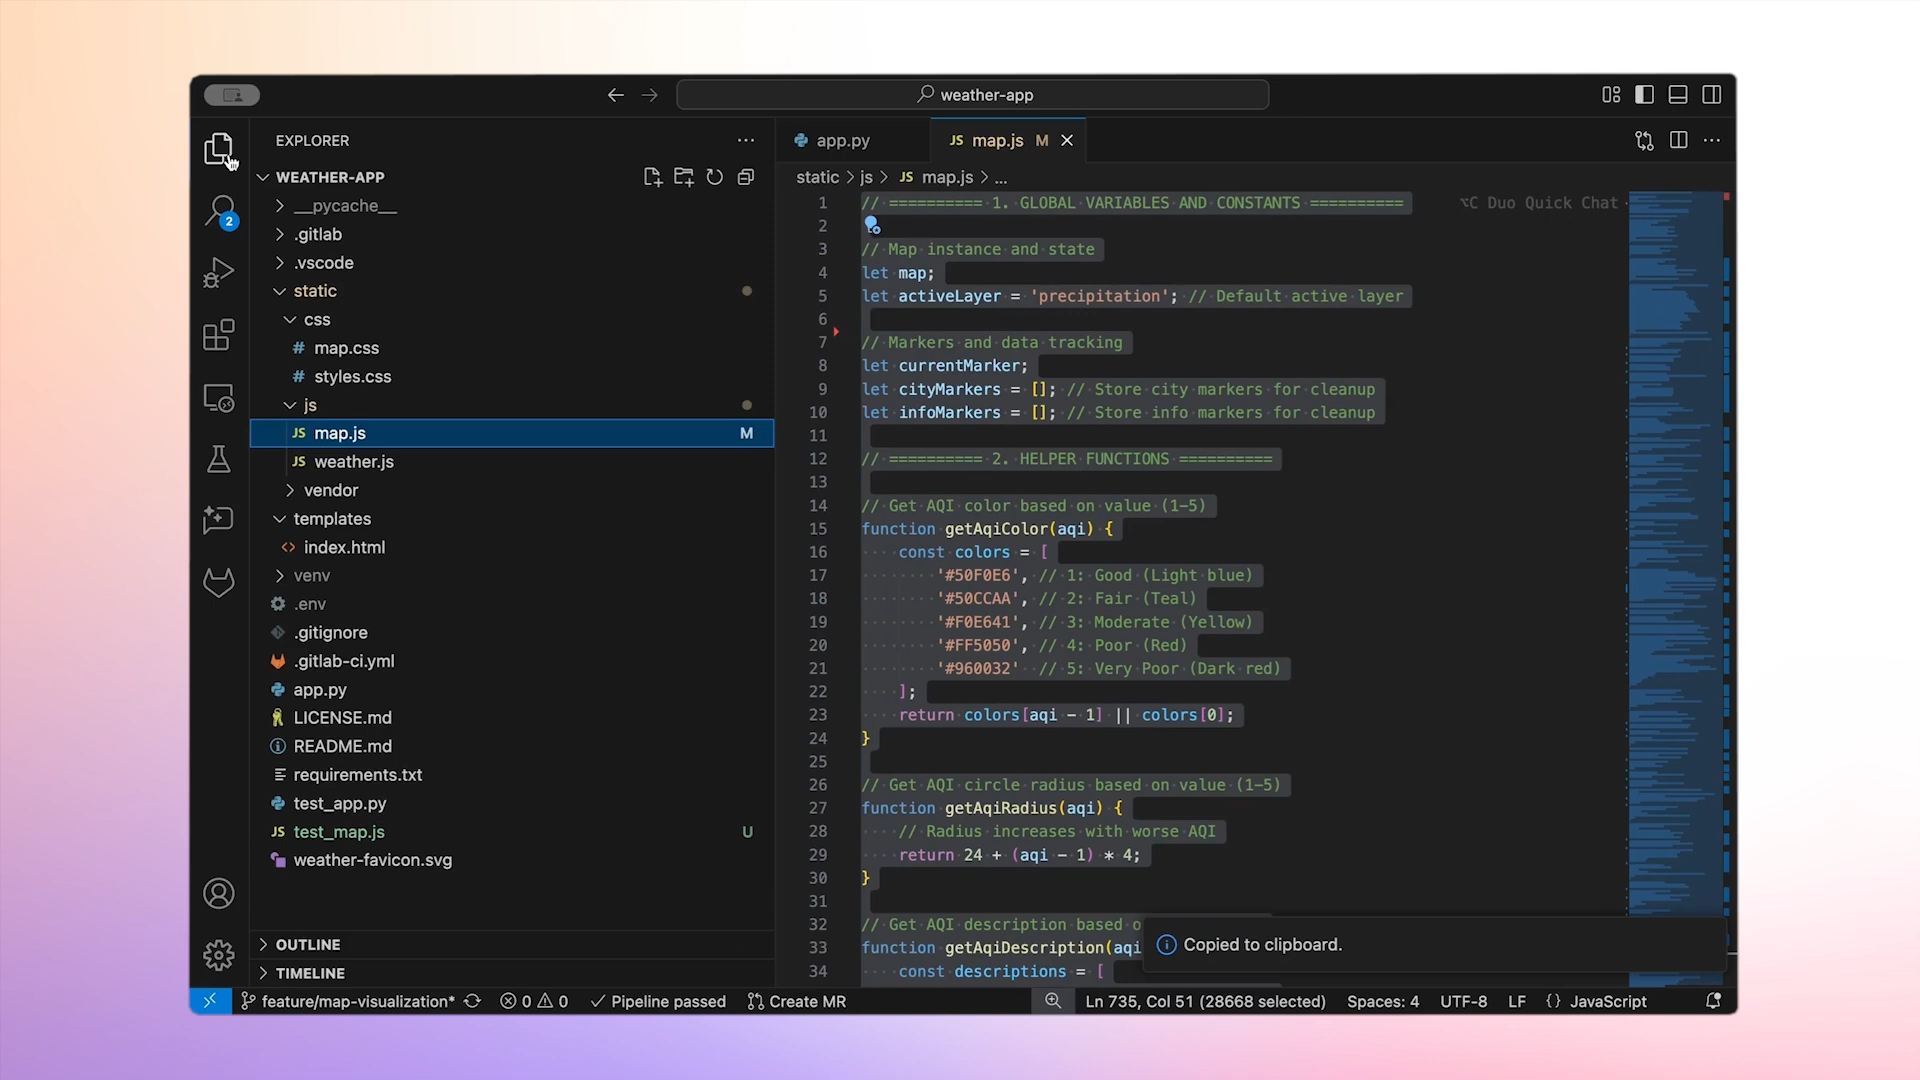 weather-app
EXPLORER
WEATHER-APP
__pycache__
.gitlab
.vscode
static
css
# map.css
# styles.css
js
JS map.js M
JS weather.js
vendor
templates
<> index.html
venv
.env
.gitignore
.gitlab-ci.yml
app.py
LICENSE.md
README.md
requirements.txt
test_app.py
JS test_map.js U
weather-favicon.svg
OUTLINE
TIMELINE
2
app.py
JS map.js M
static > js > JS map.js > ...
⌥C Duo Quick Chat
1 // ========== 1. GLOBAL VARIABLES AND CONSTANTS ==========
2
3 // Map instance and state
4 let map;
5 let activeLayer = 'precipitation'; // Default active layer
6
7 // Markers and data tracking
8 let currentMarker;
9 let cityMarkers = []; // Store city markers for cleanup
10 let infoMarkers = []; // Store info markers for cleanup
11
12 // ========== 2. HELPER FUNCTIONS ==========
13
14 // Get AQI color based on value (1-5)
15 function getAqiColor(aqi) {
16 const colors = [
17 '#50F0E6', // 1: Good (Light blue)
18 '#50CCAA', // 2: Fair (Teal)
19 '#F0E641', // 3: Moderate (Yellow)
20 '#FF5050', // 4: Poor (Red)
21 '#960032' // 5: Very Poor (Dark red)
22 ];
23 return colors[aqi - 1] || colors[0];
24 }
25
26 // Get AQI circle radius based on value (1-5)
27 function getAqiRadius(aqi) {
28 // Radius increases with worse AQI
29 return 24 + (aqi - 1) * 4;
30 }
31
32 // Get AQI description based o
33 function getAqiDescription(aqi
34 const descriptions = [
Copied to clipboard.
feature/map-visualization* 0 0 Pipeline passed Create MR Ln 735, Col 51 (28668 selected) Spaces: 4 UTF-8 LF {} JavaScript